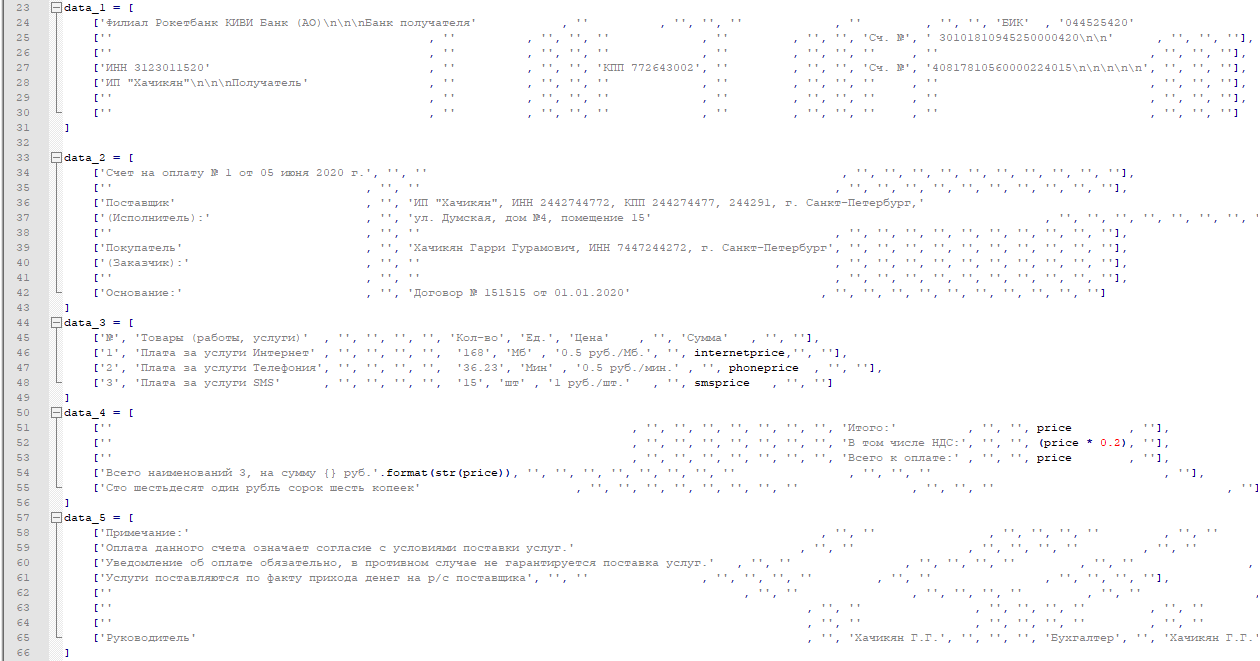 23 data_1 = [
24 ['Филиал Рокетбанк КИВИ Банк (АО)\n\n\nБанк получателя' , '' , '', '', '' , '' , '', '', 'БИК' , '044525420'
25 ['' , '' , '', '', '' , '' , '', '', 'Сч. №', ' 30101810945250000420\n\n' , '', '', ''],
26 ['' , '' , '', '', '' , '' , '', '', '' , '' , '', '', ''],
27 ['ИНН 3123011520' , '' , '', '', 'КПП 772643002', '' , '', '', 'Сч. №', '40817810560000224015\n\n\n\n\n', '', '', ''],
28 ['ИП "Хачикян"\n\n\nПолучатель' , '' , '', '', '' , '' , '', '', '' , '' , '', '', ''],
29 ['' , '' , '', '', '' , '' , '', '', '' , '' , '', '', ''],
30 ['' , '' , '', '', '' , '' , '', '', '' , '' , '', '', '']
31 ]
32
33 data_2 = [
34 ['Счет на оплату № 1 от 05 июня 2020 г.', '', '' , '', '', '', '', '', '', '', '', '', ''],
35 ['' , '', '' , '', '', '', '', '', '', '', '', '', ''],
36 ['Поставщик' , '', 'ИП "Хачикян", ИНН 2442744772, КПП 244274477, 244291, г. Санкт-Петербург,'
37 ['(Исполнитель):' , '', 'ул. Думская, дом №4, помещение 15' , '', '', '', '', '', '', '', '
38 ['' , '', '' , '', '', '', '', '', '', '', '', '', ''],
39 ['Покупатель' , '', 'Хачикян Гарри Гурамович, ИНН 7447244272, г. Санкт-Петербург', '', '', '', '', '', '', '', '', '', ''],
40 ['(Заказчик):' , '', '' , '', '', '', '', '', '', '', '', '', ''],
41 ['' , '', '' , '', '', '', '', '', '', '', '', '', ''],
42 ['Основание:' , '', 'Договор № 151515 от 01.01.2020' , '', '', '', '', '', '', '', '', '', '']
43 ]
44 data_3 = [
45 ['№', 'Товары (работы, услуги)' , '', '', '', '', 'Кол-во', 'Ед.', 'Цена' , '', 'Сумма' , '', ''],
46 ['1', 'Плата за услуги Интернет' , '', '', '', '', '168', 'Мб' , '0.5 руб./Мб.', '', internetprice,'', ''],
47 ['2', 'Плата за услуги Телефония', '', '', '', '', '36.23', 'Мин' , '0.5 руб./мин.' , '', phoneprice , '', ''],
48 ['3', 'Плата за услуги SMS' , '', '', '', '', '15', 'шт' , '1 руб./шт.' , '', smsprice , '', '']
49 ]
50 data_4 = [
51 ['' , '', '', '', '', '', '', '', 'Итого:' , '', '', price , ''],
52 ['' , '', '', '', '', '', '', '', 'В том числе НДС:', '', '', (price * 0.2), ''],
53 ['' , '', '', '', '', '', '', '', 'Всего к оплате:' , '', '', price , ''],
54 ['Всего наименований 3, на сумму {} руб.'.format(str(price)), '', '', '', '', '', '', '', '' , '', '', '' , ''],
55 ['Сто шестьдесят один рубль сорок шесть копеек' , '', '', '', '', '', '', '', '' , '', '', '' , '']
56 ]
57 data_5 = [
58 ['Примечание:' , '', '' , '', '', '', '' , '', ''
59 ['Оплата данного счета означает согласие с условиями поставки услуг.' , '', '' , '', '', '', '' , '', ''
60 ['Уведомление об оплате обязательно, в противном случае не гарантируется поставка услуг.' , '', '' , '', '', '', '' , '', '' ,
61 ['Услуги поставляются по факту прихода денег на р/с поставщика', '', '' , '', '', '', '' , '', '' , '', '', '', ''],
62 ['' , '', '' , '', '', '', '' , '', '' ,
63 ['' , '', '' , '', '', '', '' , '', ''
64 ['' , '', '' , '', '', '', '' , '', ''
65 ['Руководитель' , '', 'Хачикян Г.Г.', '', '', '', 'Бухгалтер', '', 'Хачикян Г.Г.'
66 ]